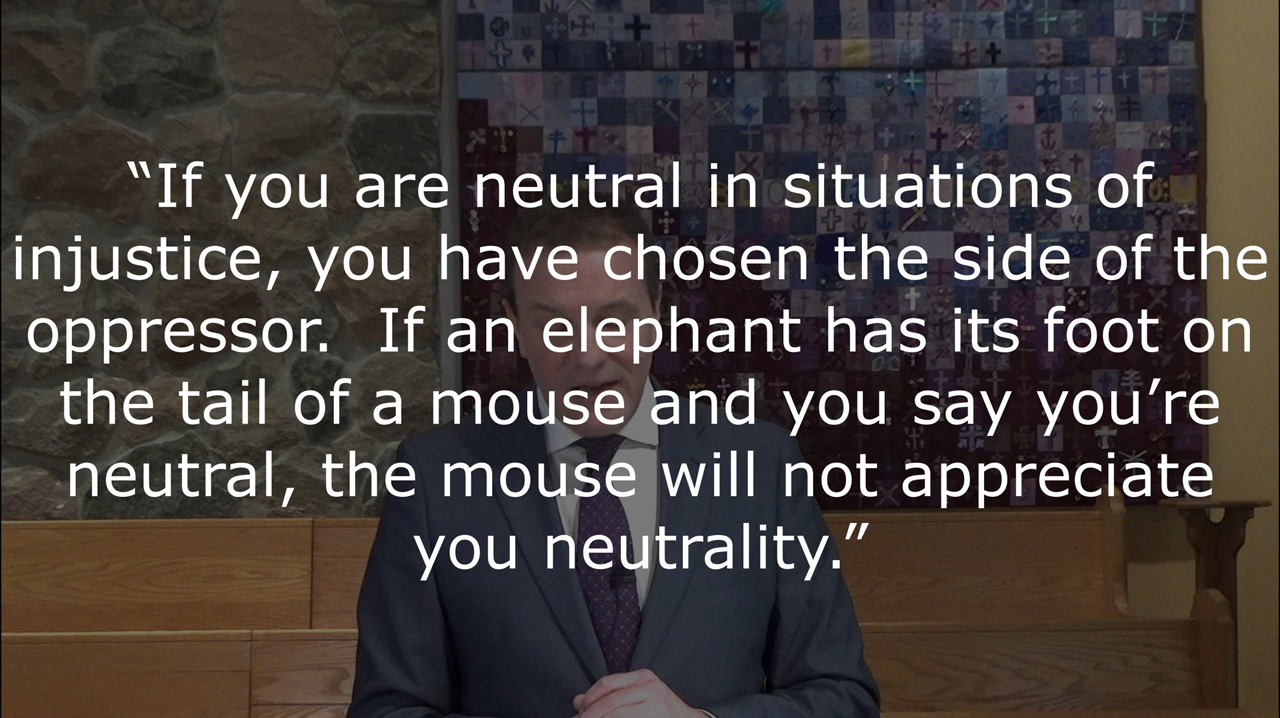 “If you are neutral in situations of
injustice, you have chosen the side of the
oppressor.  If an elephant has its foot on
the tail of a mouse and you say you’re
neutral, the mouse will not appreciate
you neutrality.”